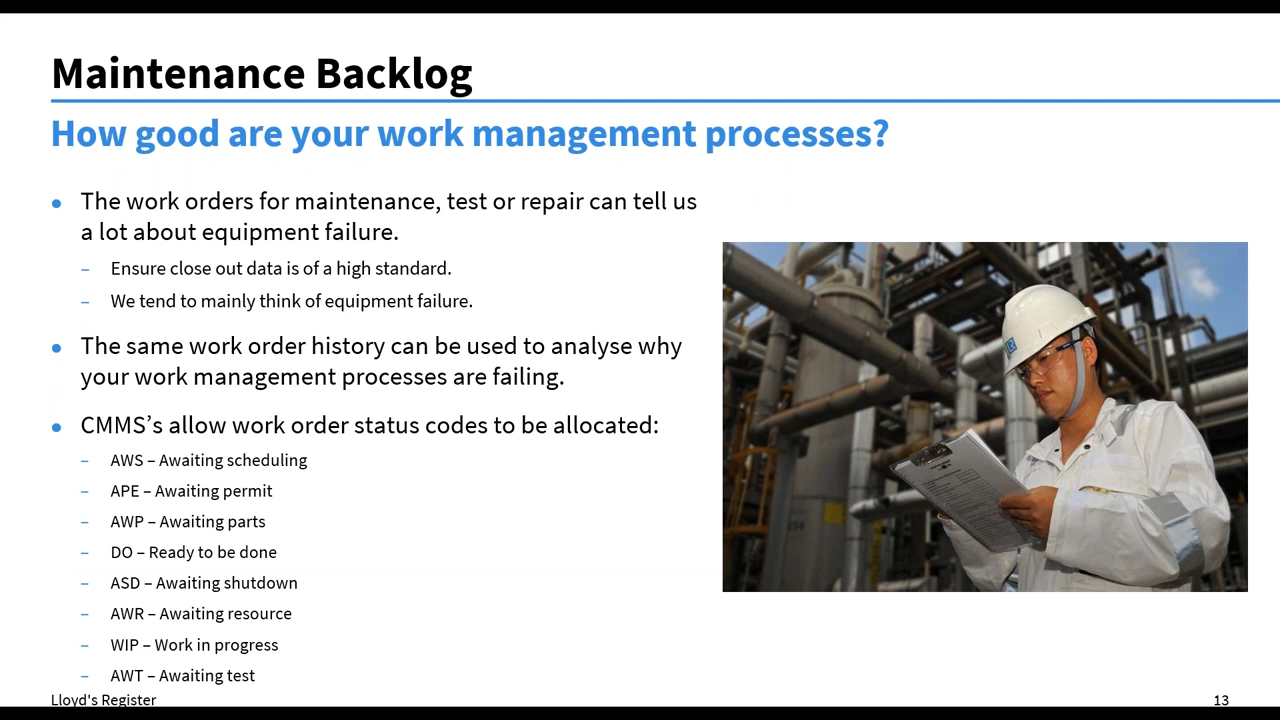 Maintenance Backlog
How good are your work management processes?
• The work orders for maintenance, test or repair can tell us
a lot about equipment failure.
– Ensure close out data is of a high standard.
– We tend to mainly think of equipment failure.
• The same work order history can be used to analyse why
your work management processes are failing.
• CMMS’s allow work order status codes to be allocated:
– AWS – Awaiting scheduling
– APE – Awaiting permit
– AWP – Awaiting parts
– DO – Ready to be done
– ASD – Awaiting shutdown
– AWR – Awaiting resource
– WIP – Work in progress
– AWT – Awaiting test
Lloyd's Register
13